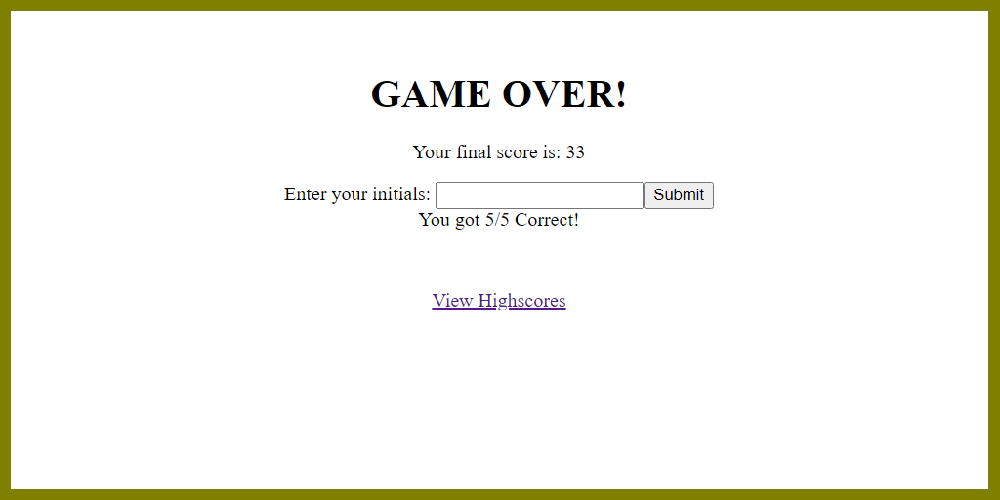 GAME OVER!
Your final score is: 33
Enter your initials: Submit
You got 5/5 Correct!
View Highscores